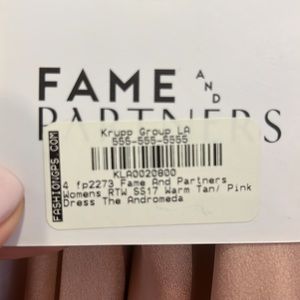 FAME AND
PARTNERS
Krupp Group LA
555-555-5555
KLA0020800
4 fp2273 Fame And Partners
Womens RTW SS17 Warm Tan/ Pink
Dress The Andromeda
FASHIONGPS.COM